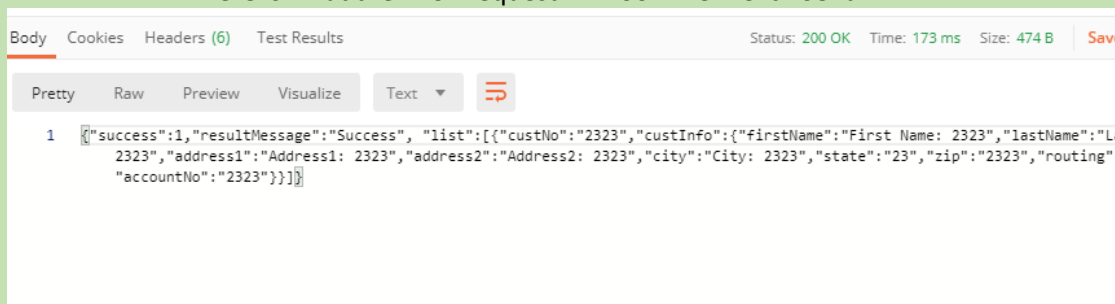 Body Cookies Headers (6) Test Results Status: 200 OK Time: 173 ms Size: 474 B
Pretty Raw Preview Visualize Text
1 {"success":1,"resultMessage":"Success", "list":[{"custNo":"2323","custInfo":{"firstName":"First Name: 2323","lastName":"L
2323","address1":"Address1: 2323","address2":"Address2: 2323","city":"City: 2323","state":"23","zip":"2323","routing"
"accountNo":"2323"}}]}